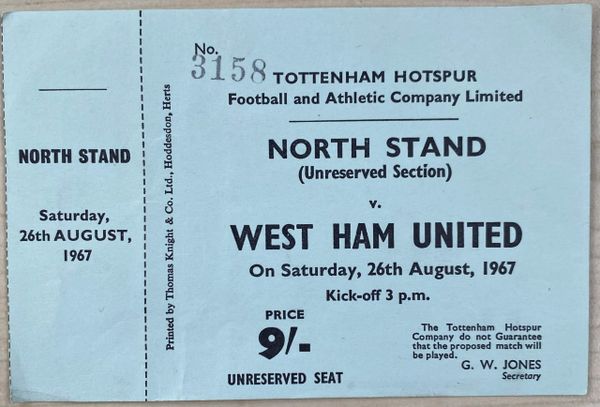 NORTH STAND
Saturday,
26th AUGUST,
1967
Printed by Thomas Knight & Co. Ltd., Hoddesdon, Herts
No.
3158
TOTTENHAM HOTSPUR
Football and Athletic Company Limited
NORTH STAND
(Unreserved Section)
v.
WEST HAM UNITED
On Saturday, 26th August, 1967
Kick-off 3 p.m.
PRICE
9/-
UNRESERVED SEAT
The Tottenham Hotspur
Company do not Guarantee
that the proposed match will
be played.
G. W. JONES
Secretary